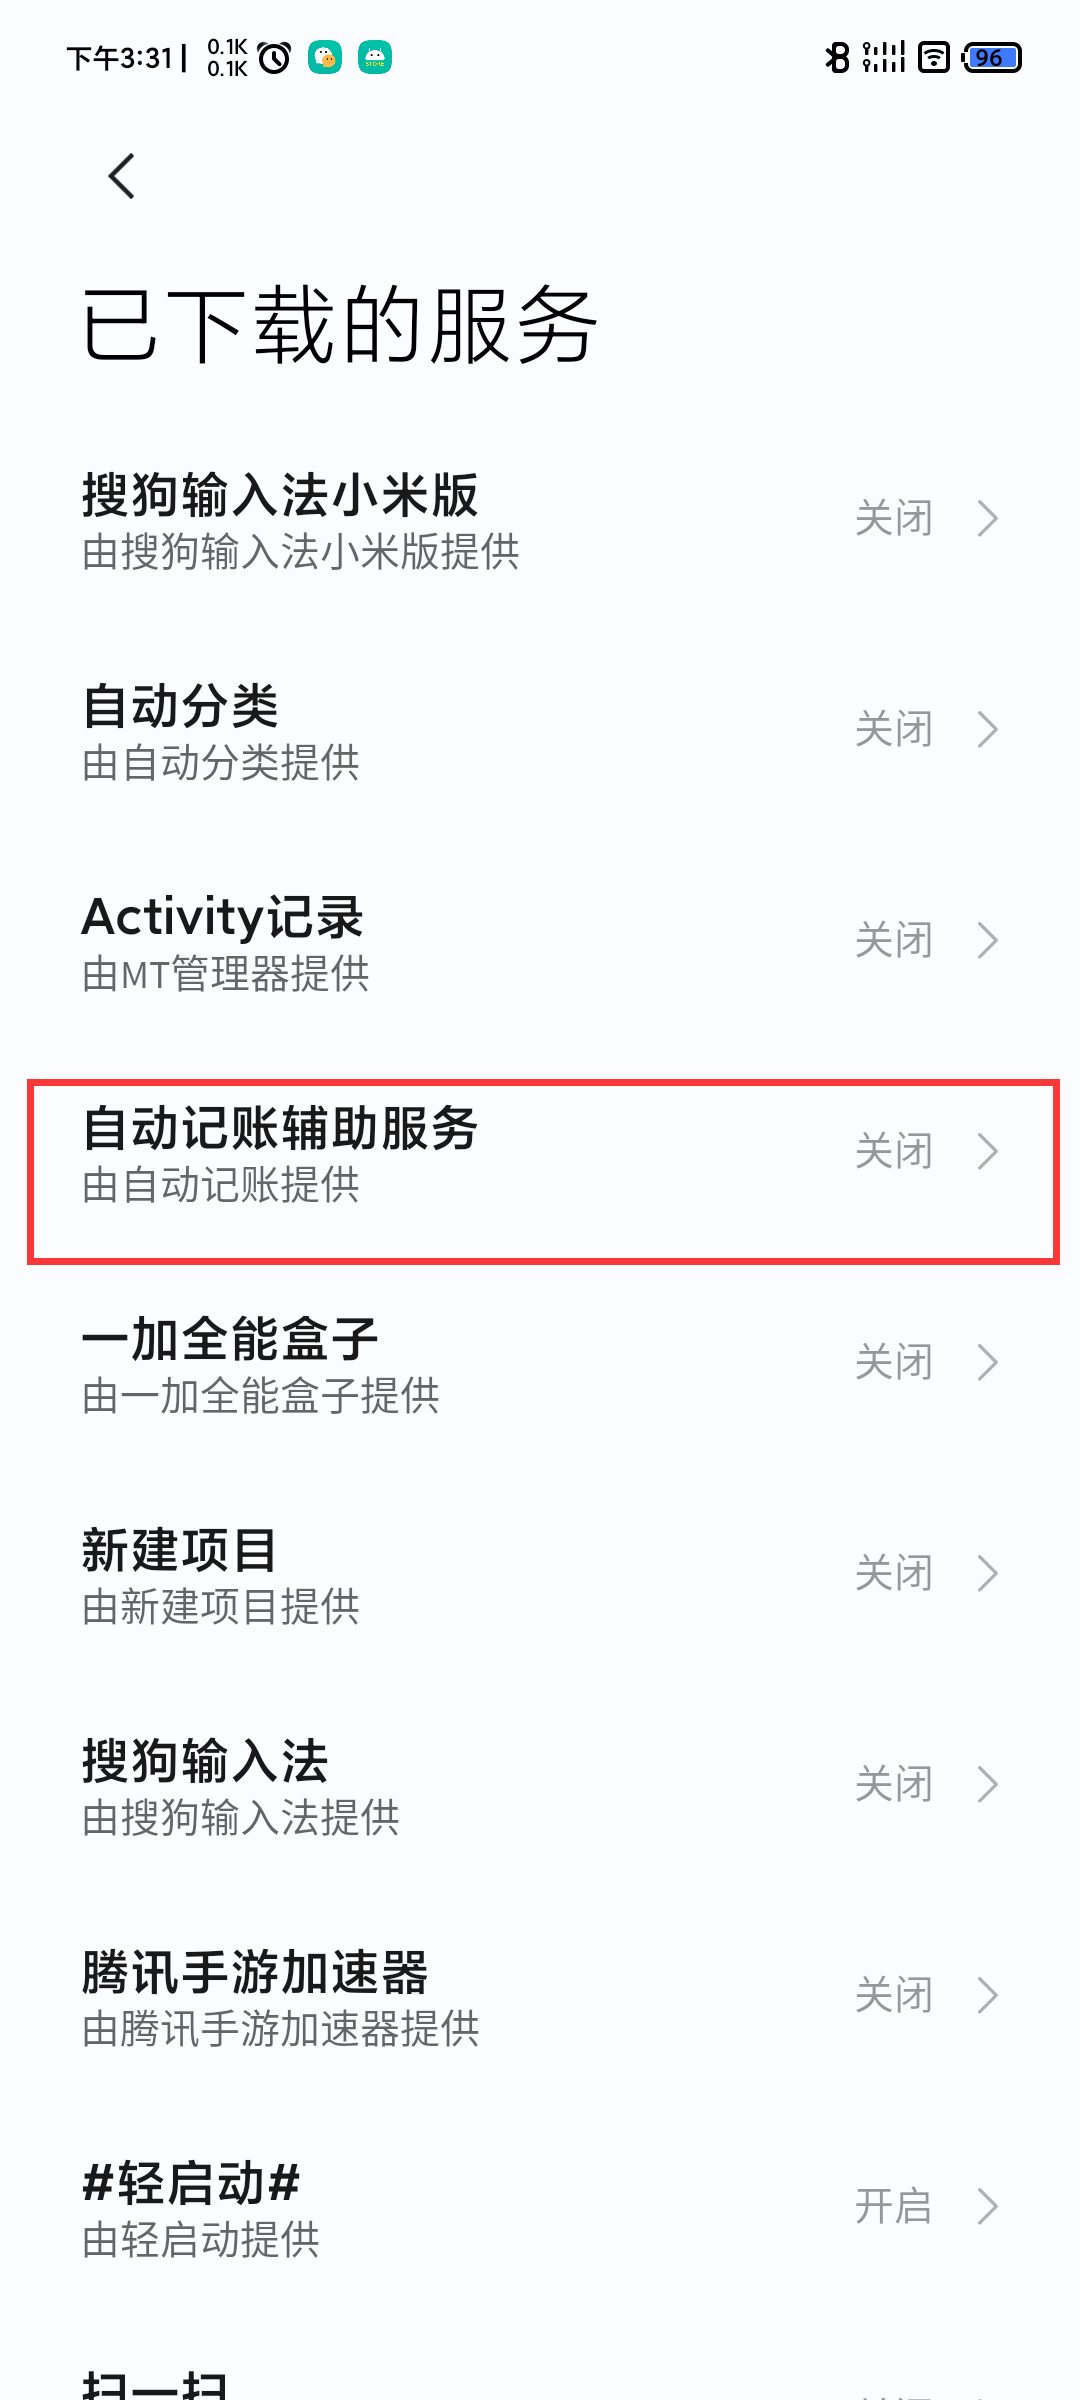 下午3:31 0.1K 0.1K 96
已下载的服务
搜狗输入法小米版
由搜狗输入法小米版提供
关闭
自动分类
由自动分类提供
关闭
Activity记录
由MT管理器提供
关闭
自动记账辅助服务
由自动记账提供
关闭
一加全能盒子
由一加全能盒子提供
关闭
新建项目
由新建项目提供
关闭
搜狗输入法
由搜狗输入法提供
关闭
腾讯手游加速器
由腾讯手游加速器提供
关闭
#轻启动#
由轻启动提供
开启
扫一扫